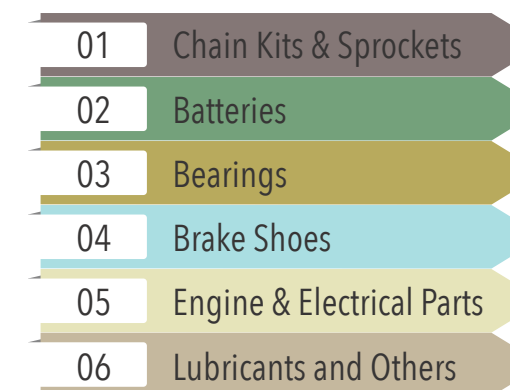 01 Chain Kits & Sprockets
02 Batteries
03 Bearings
04 Brake Shoes
05 Engine & Electrical Parts
06 Lubricants and Others